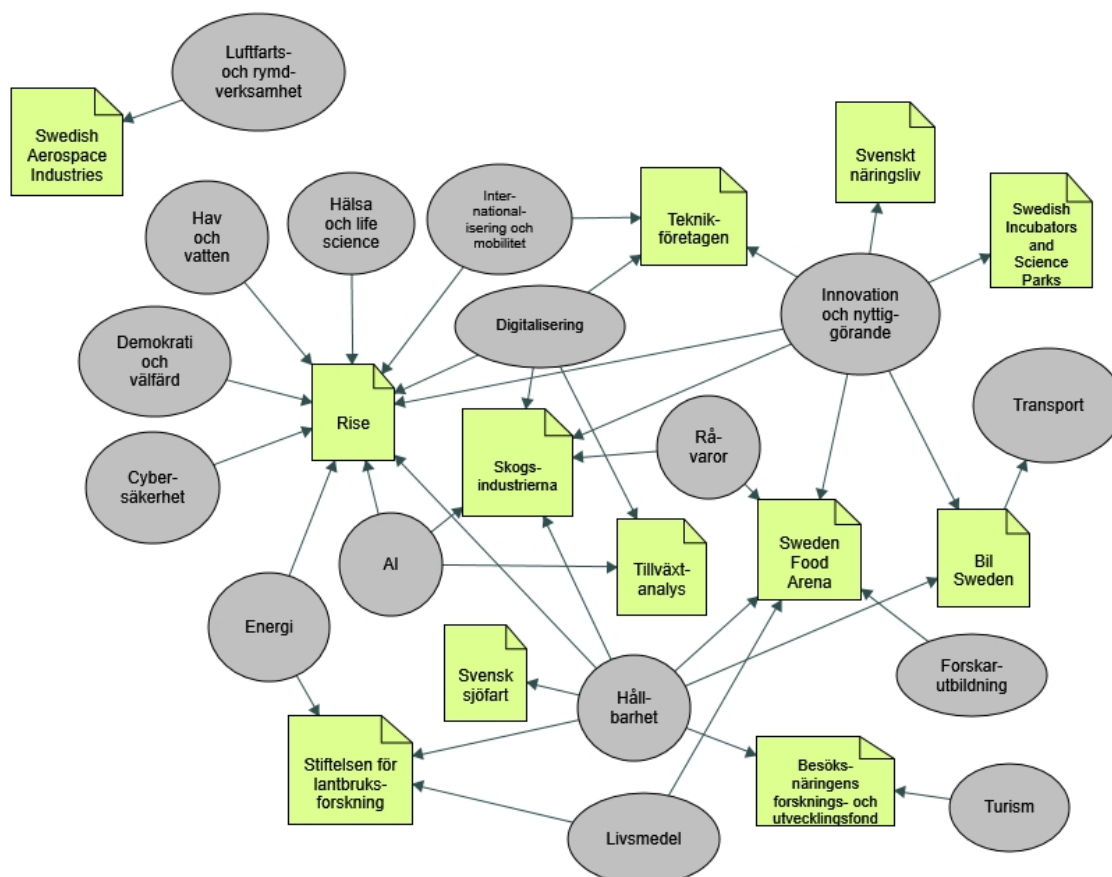 Luftfarts-
och rymd-
verksamhet
Swedish
Aerospace
Industries
Svenskt
näringsliv
Hälsa
och life
science
Inter-
nationali-
isering och
mobilitet
Hav
och
vatten
Teknik-
företagen
Swedish
Incubators
and
Science
Parks
Innovation
och nyttig-
görande
Digitalisering
Demokrati
och
välfärd
Transport
Rise
Rå-
varor
Cyber-
säkerhet
Skogs-
industrierna
AI
Tillväxt-
analys
Sweden
Food
Arena
Bil
Sweden
Energi
Svensk
sjöfart
Håll-
barhet
Forskar-
utbildning
Stiftelsen för
lantbruks-
forskning
Besöks-
näringens
forsknings- och
utvecklingsfond
Turism
Livsmedel